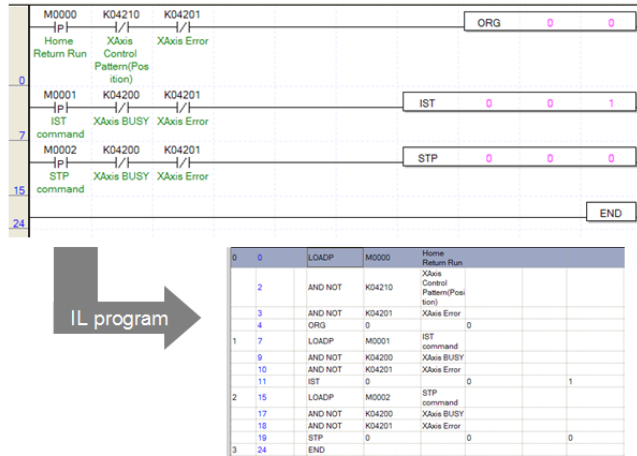 M0000 K04210 K04201
P
Home XAxis XAxis Error
Return Run Control
Pattern(Pos
ition)
ORG 0 0
0
M0001 K04200 K04201
P
IST XAxis BUSY XAxis Error
command
IST 0 0 1
7
M0002 K04200 K04201
P
STP XAxis BUSY XAxis Error
command
STP 0 0 0
15
END
24
IL program
0 0 LOADP M0000 Home
Return Run
2 AND NOT K04210 XAxis
Control
Pattern(Posi
tion)
3 AND NOT K04201 XAxis Error
4 ORG 0 0
1 7 LOADP M0001 IST
command
9 AND NOT K04200 XAxis BUSY
10 AND NOT K04201 XAxis Error
11 IST 0 0 1
2 15 LOADP M0002 STP
command
17 AND NOT K04200 XAxis BUSY
18 AND NOT K04201 XAxis Error
19 STP 0 0 0
3 24 END